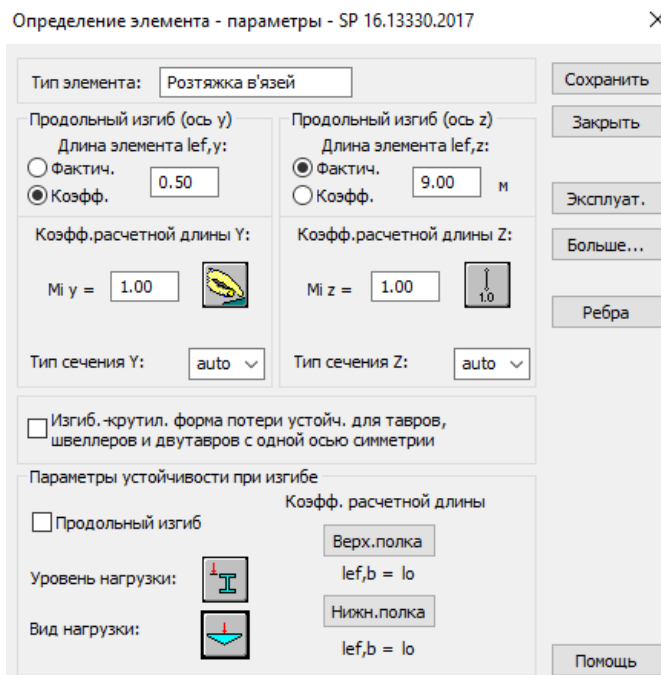 Определение элемента - параметры - SP 16.13330.2017
Тип элемента: Розтяжка в'язей
Сохранить
Закрыть
Эксплуат.
Больше...
Ребра
Продольный изгиб (ось y)
Длина элемента lef,y:
Фактич.
Коэфф.
0.50
Коэфф.расчетной длины Y:
Mi y = 1.00
Тип сечения Y: auto
Продольный изгиб (ось z)
Длина элемента lef,z:
Фактич.
Коэфф.
9.00 м
Коэфф.расчетной длины Z:
Mi z = 1.00
1.0
Тип сечения Z: auto
Изгиб.-крутил. форма потери устойч. для тавров,
швеллеров и двутавров с одной осью симметрии
Параметры устойчивости при изгибе
Продольный изгиб
Уровень нагрузки:
Вид нагрузки:
Коэфф. расчетной длины
Верх.полка
lef,b = lo
Нижн.полка
lef,b = lo
Помощь